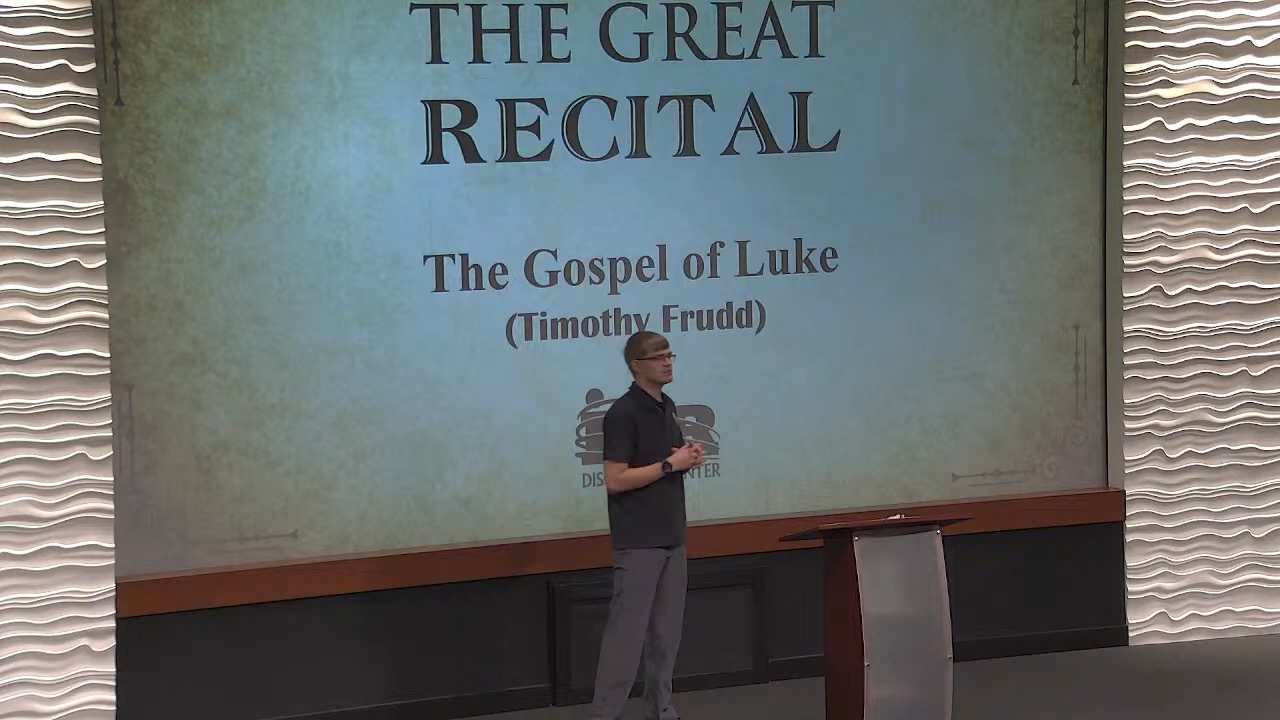 THE GREAT
RECITAL
The Gospel of Luke
(Timothy Frudd)